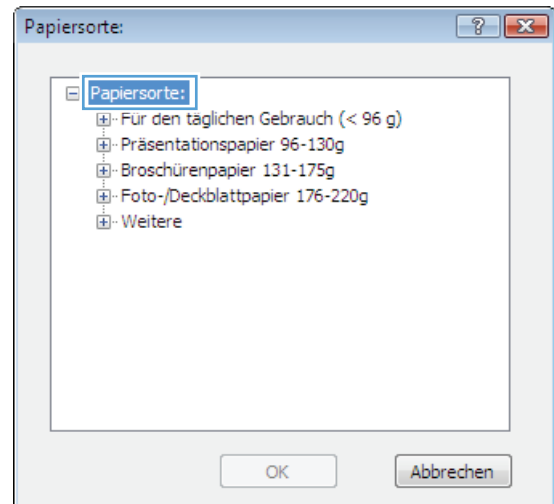 Papiersorte:
Papiersorte:
Für den täglichen Gebrauch (< 96 g)
Präsentationspapier 96-130g
Broschürenpapier 131-175g
Foto-/Deckblattpapier 176-220g
Weitere
OK Abbrechen